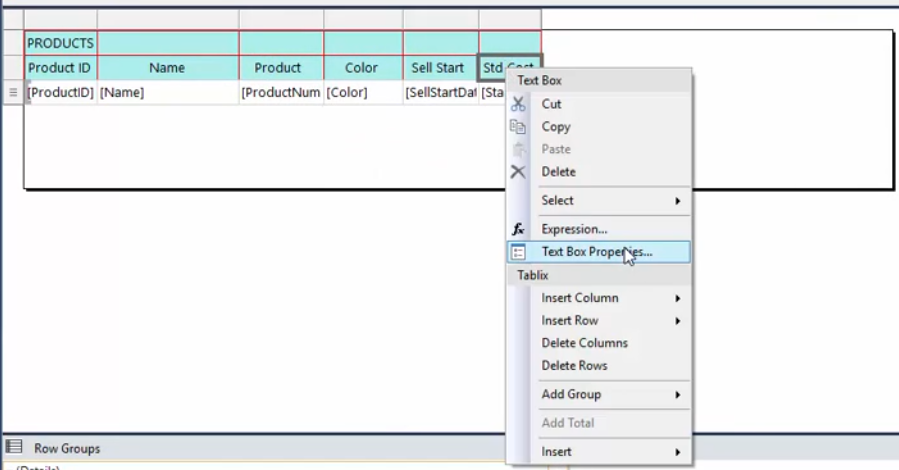 PRODUCTS
Product ID Name Product Color Sell Start Std Cost
[ProductID] [Name] [ProductNum [Color] [SellStartDat [Sta
Text Box
Cut
Copy
Paste
Delete
Select
Expression...
Text Box Properties...
Tablix
Insert Column
Insert Row
Delete Columns
Delete Rows
Add Group
Add Total
Insert
Row Groups
(Details)